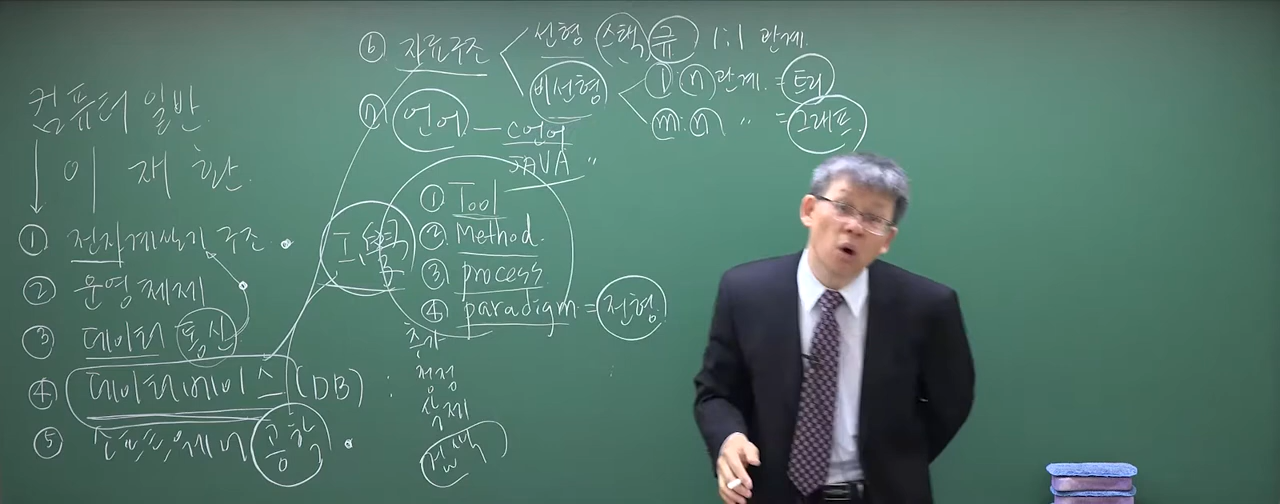 컴퓨터 일반
이 재 환
① 전자계산기 구조
② 운영체제
③ 데이터 통신
④ 데이터베이스 (DB) :
⑤ 소프트웨어 공학
추가
저정
삭제
검색
⑥ 자료구조
선형 스택 큐 1:1 관계
비선형
1:n 관계 = 트리
m:n 〃 = 그래프
⑦ 언어 - C언어
JAVA 〃
① Tool
② Method.
③ process
④ paradigm = 전형